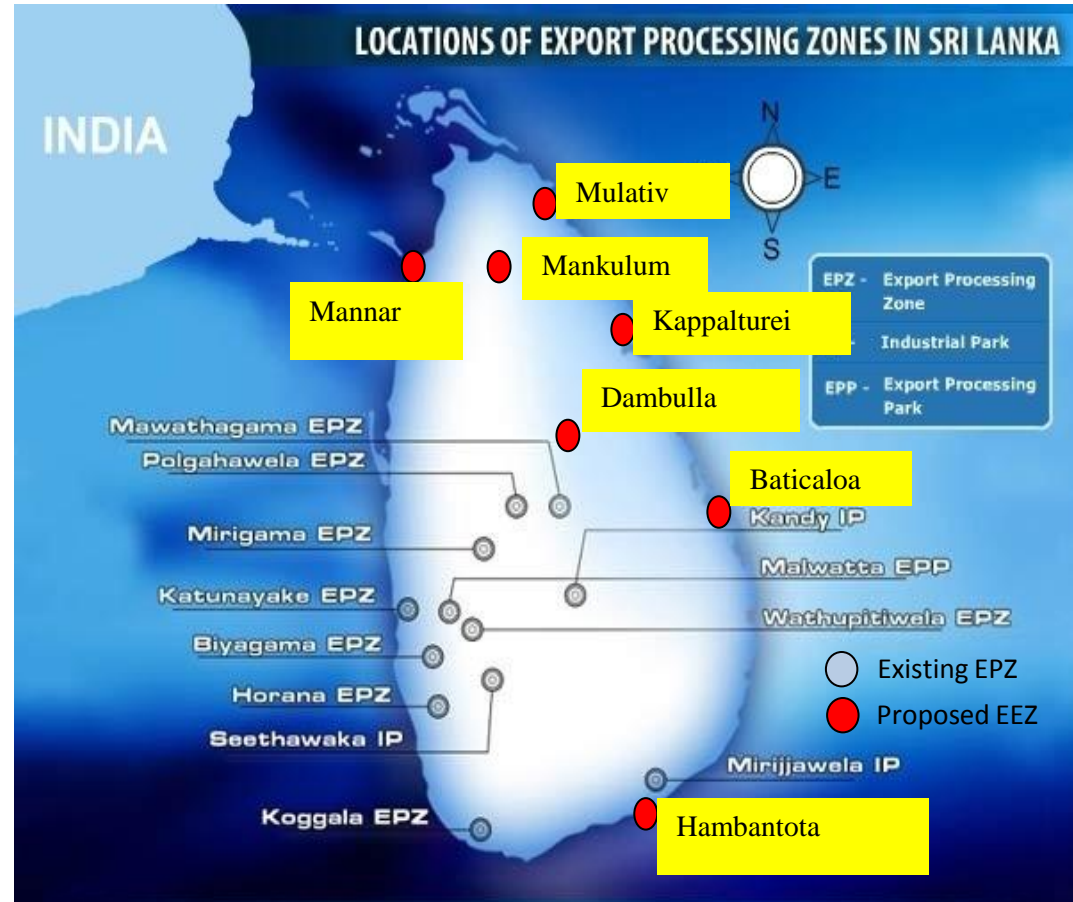 LOCATIONS OF EXPORT PROCESSING ZONES IN SRI LANKA
INDIA
N
E
S
Mulativ
Mankulum
Mannar
Kappalturei
Dambulla
Baticaloa
EPZ - Export Processing
Zone
Industrial Park
EPP - Export Processing
Park
Mawathagama EPZ
Polgahawela EPZ
Mirigama EPZ
Katunayake EPZ
Biyagama EPZ
Horana EPZ
Seethawaka IP
Koggala EPZ
Kandy IP
Malwatta EPP
Wathupitiwela EPZ
Existing EPZ
Proposed EEZ
Mirijjawela IP
Hambantota